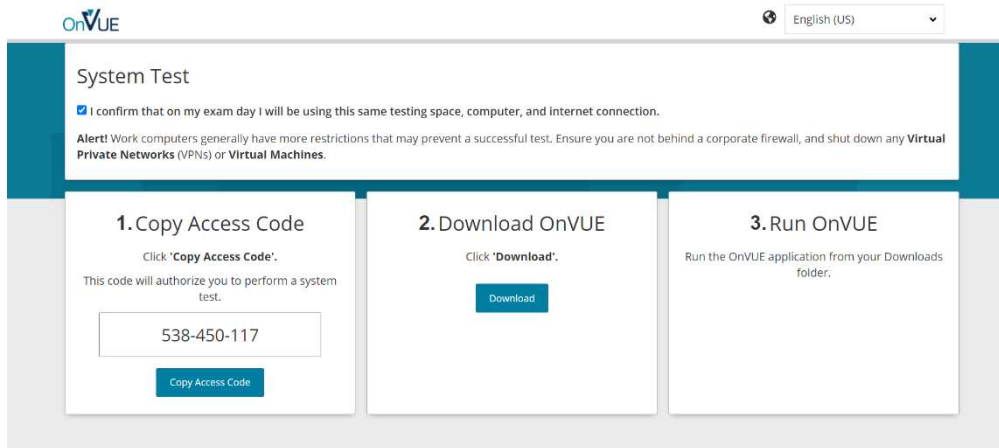 OnVUE
English (US)
System Test
I confirm that on my exam day I will be using this same testing space, computer, and internet connection.
Alert! Work computers generally have more restrictions that may prevent a successful test. Ensure you are not behind a corporate firewall, and shut down any Virtual
Private Networks (VPNs) or Virtual Machines.
1. Copy Access Code
Click 'Copy Access Code'.
This code will authorize you to perform a system
test.
538-450-117
Copy Access Code
2. Download OnVUE
Click 'Download'.
Download
3. Run OnVUE
Run the OnVUE application from your Downloads
folder.